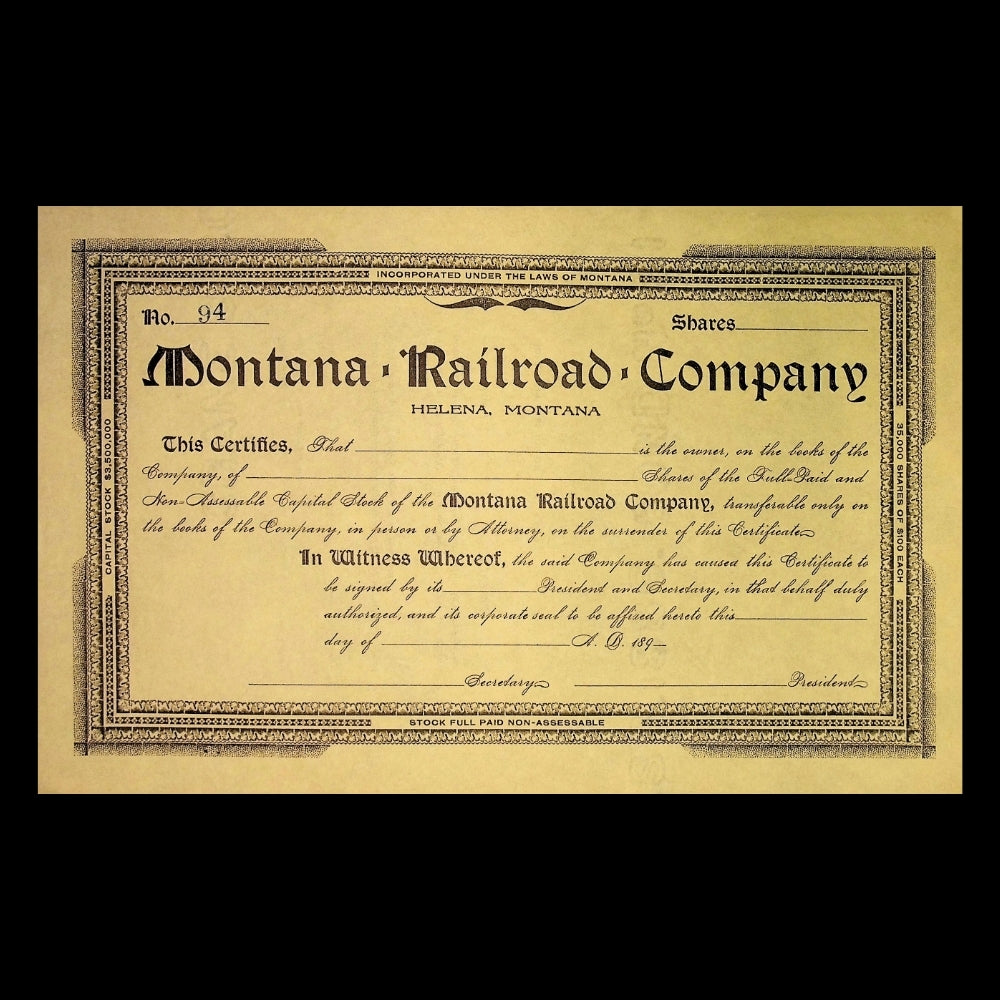 INCORPORATED UNDER THE LAWS OF MONTANA
No. 94
Shares
Montana · Railroad · Company
HELENA, MONTANA
This Certifies, That is the owner, on the books of the
Company, of Shares of the Full-Paid and
Non-Assessable Capital Stock of the Montana Railroad Company, transferable only on
the books of the Company, in person or by Attorney, on the surrender of this Certificate
In Witness Whereof, the said Company has caused this Certificate to
be signed by its President and Secretary, in that behalf duly
authorized, and its corporate seal to be affixed hereto this
day of A. D. 189
Secretary
President
CAPITAL STOCK $3,500,000
35,000 SHARES OF $100 EACH
STOCK FULL PAID NON-ASSESSABLE